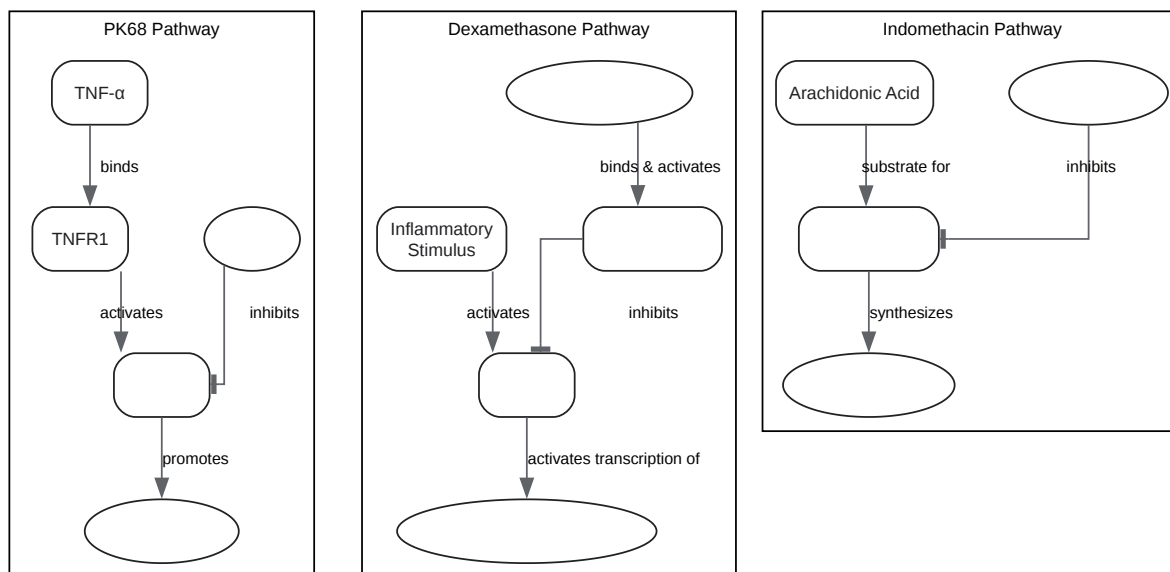 PK68 Pathway
TNF-α
binds
TNFR1
activates
inhibits
promotes
Dexamethasone Pathway
binds & activates
Inflammatory
Stimulus
activates
inhibits
activates transcription of
Indomethacin Pathway
Arachidonic Acid
substrate for
inhibits
synthesizes